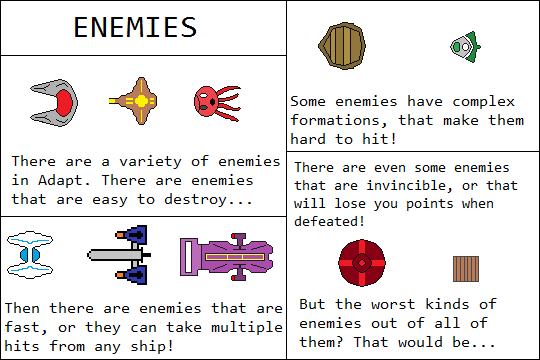 ENEMIES
There are a variety of enemies
in Adapt. There are enemies
that are easy to destroy...
Then there are enemies that are
fast, or they can take multiple
hits from any ship!
Some enemies have complex
formations, that make them
hard to hit!
There are even some enemies
that are invincible, or that
will lose you points when
defeated!
But the worst kinds of
enemies out of all of
them? That would be...